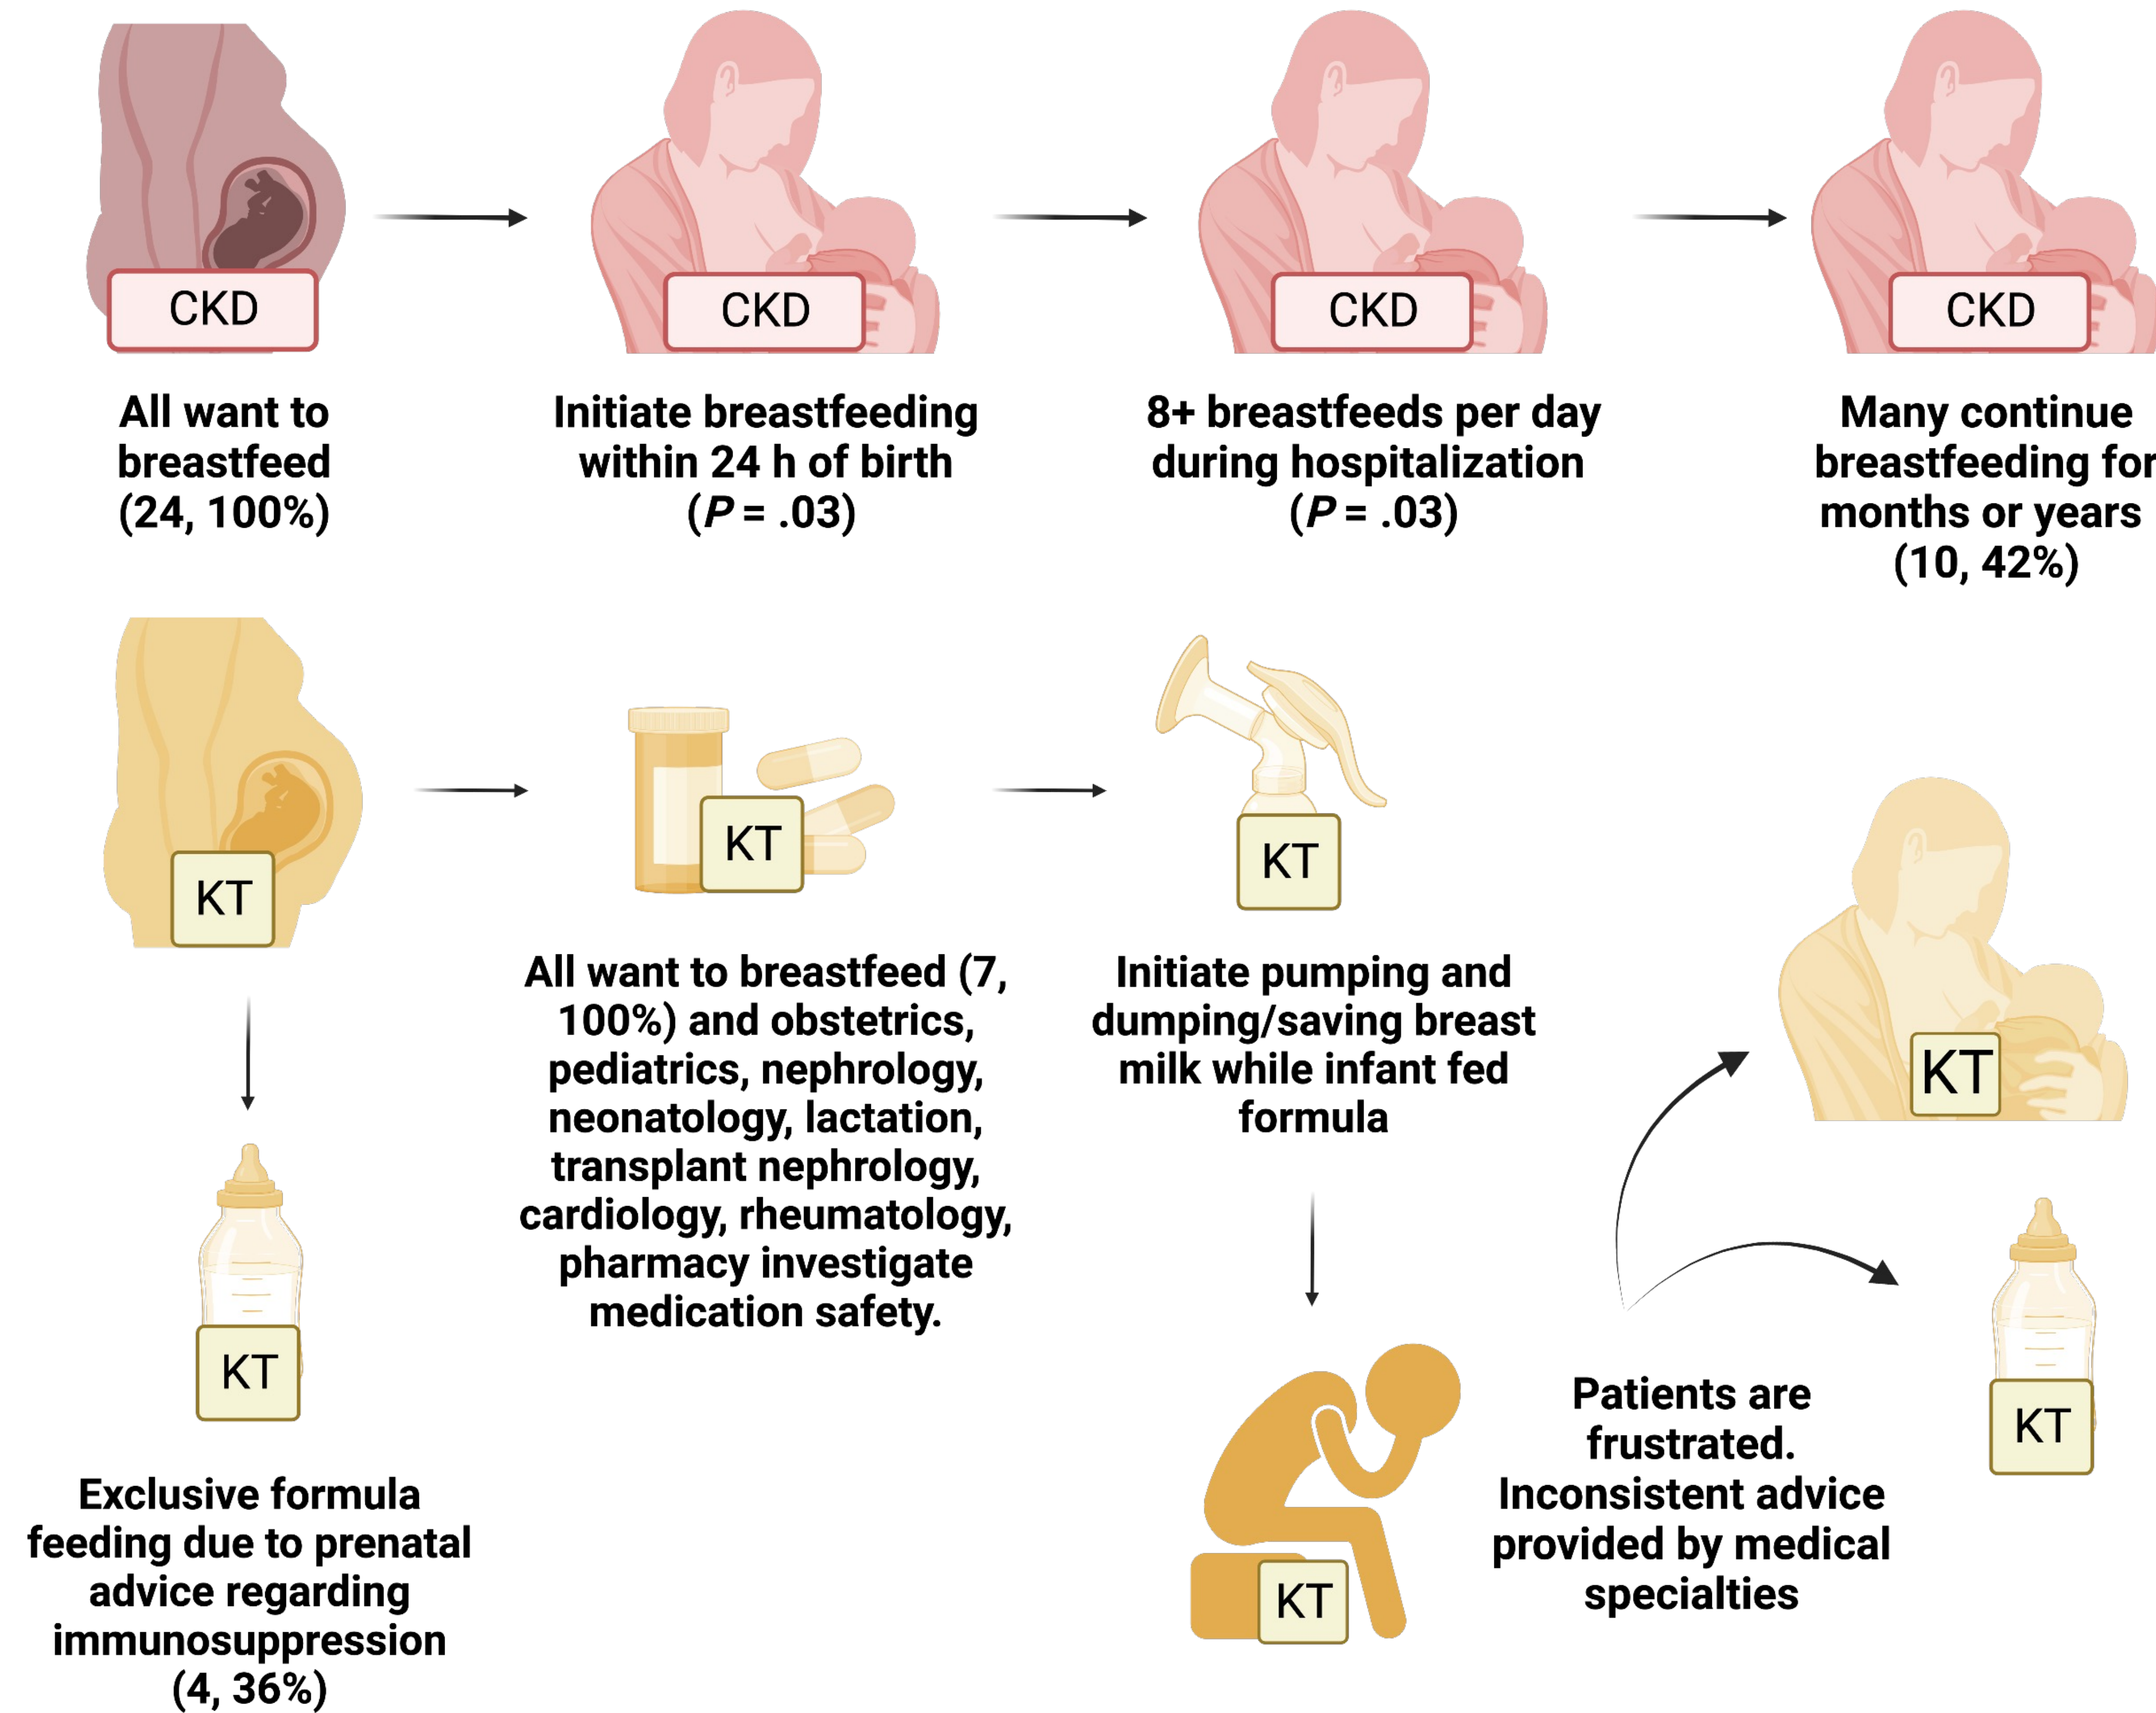 CKD
CKD
CKD
CKD
All want to
breastfeed
(24, 100%)
Initiate breastfeeding
within 24 h of birth
(P = .03)
8+ breastfeeds per day
during hospitalization
(P = .03)
Many continue
breastfeeding for
months or years
(10, 42%)
KT
KT
KT
KT
All want to breastfeed (7,
100%) and obstetrics,
pediatrics, nephrology,
neonatology, lactation,
transplant nephrology,
cardiology, rheumatology,
pharmacy investigate
medication safety.
Initiate pumping and
dumping/saving breast
milk while infant fed
formula
KT
Exclusive formula
feeding due to prenatal
advice regarding
immunosuppression
(4, 36%)
KT
Patients are
frustrated.
Inconsistent advice
provided by medical
specialties
KT